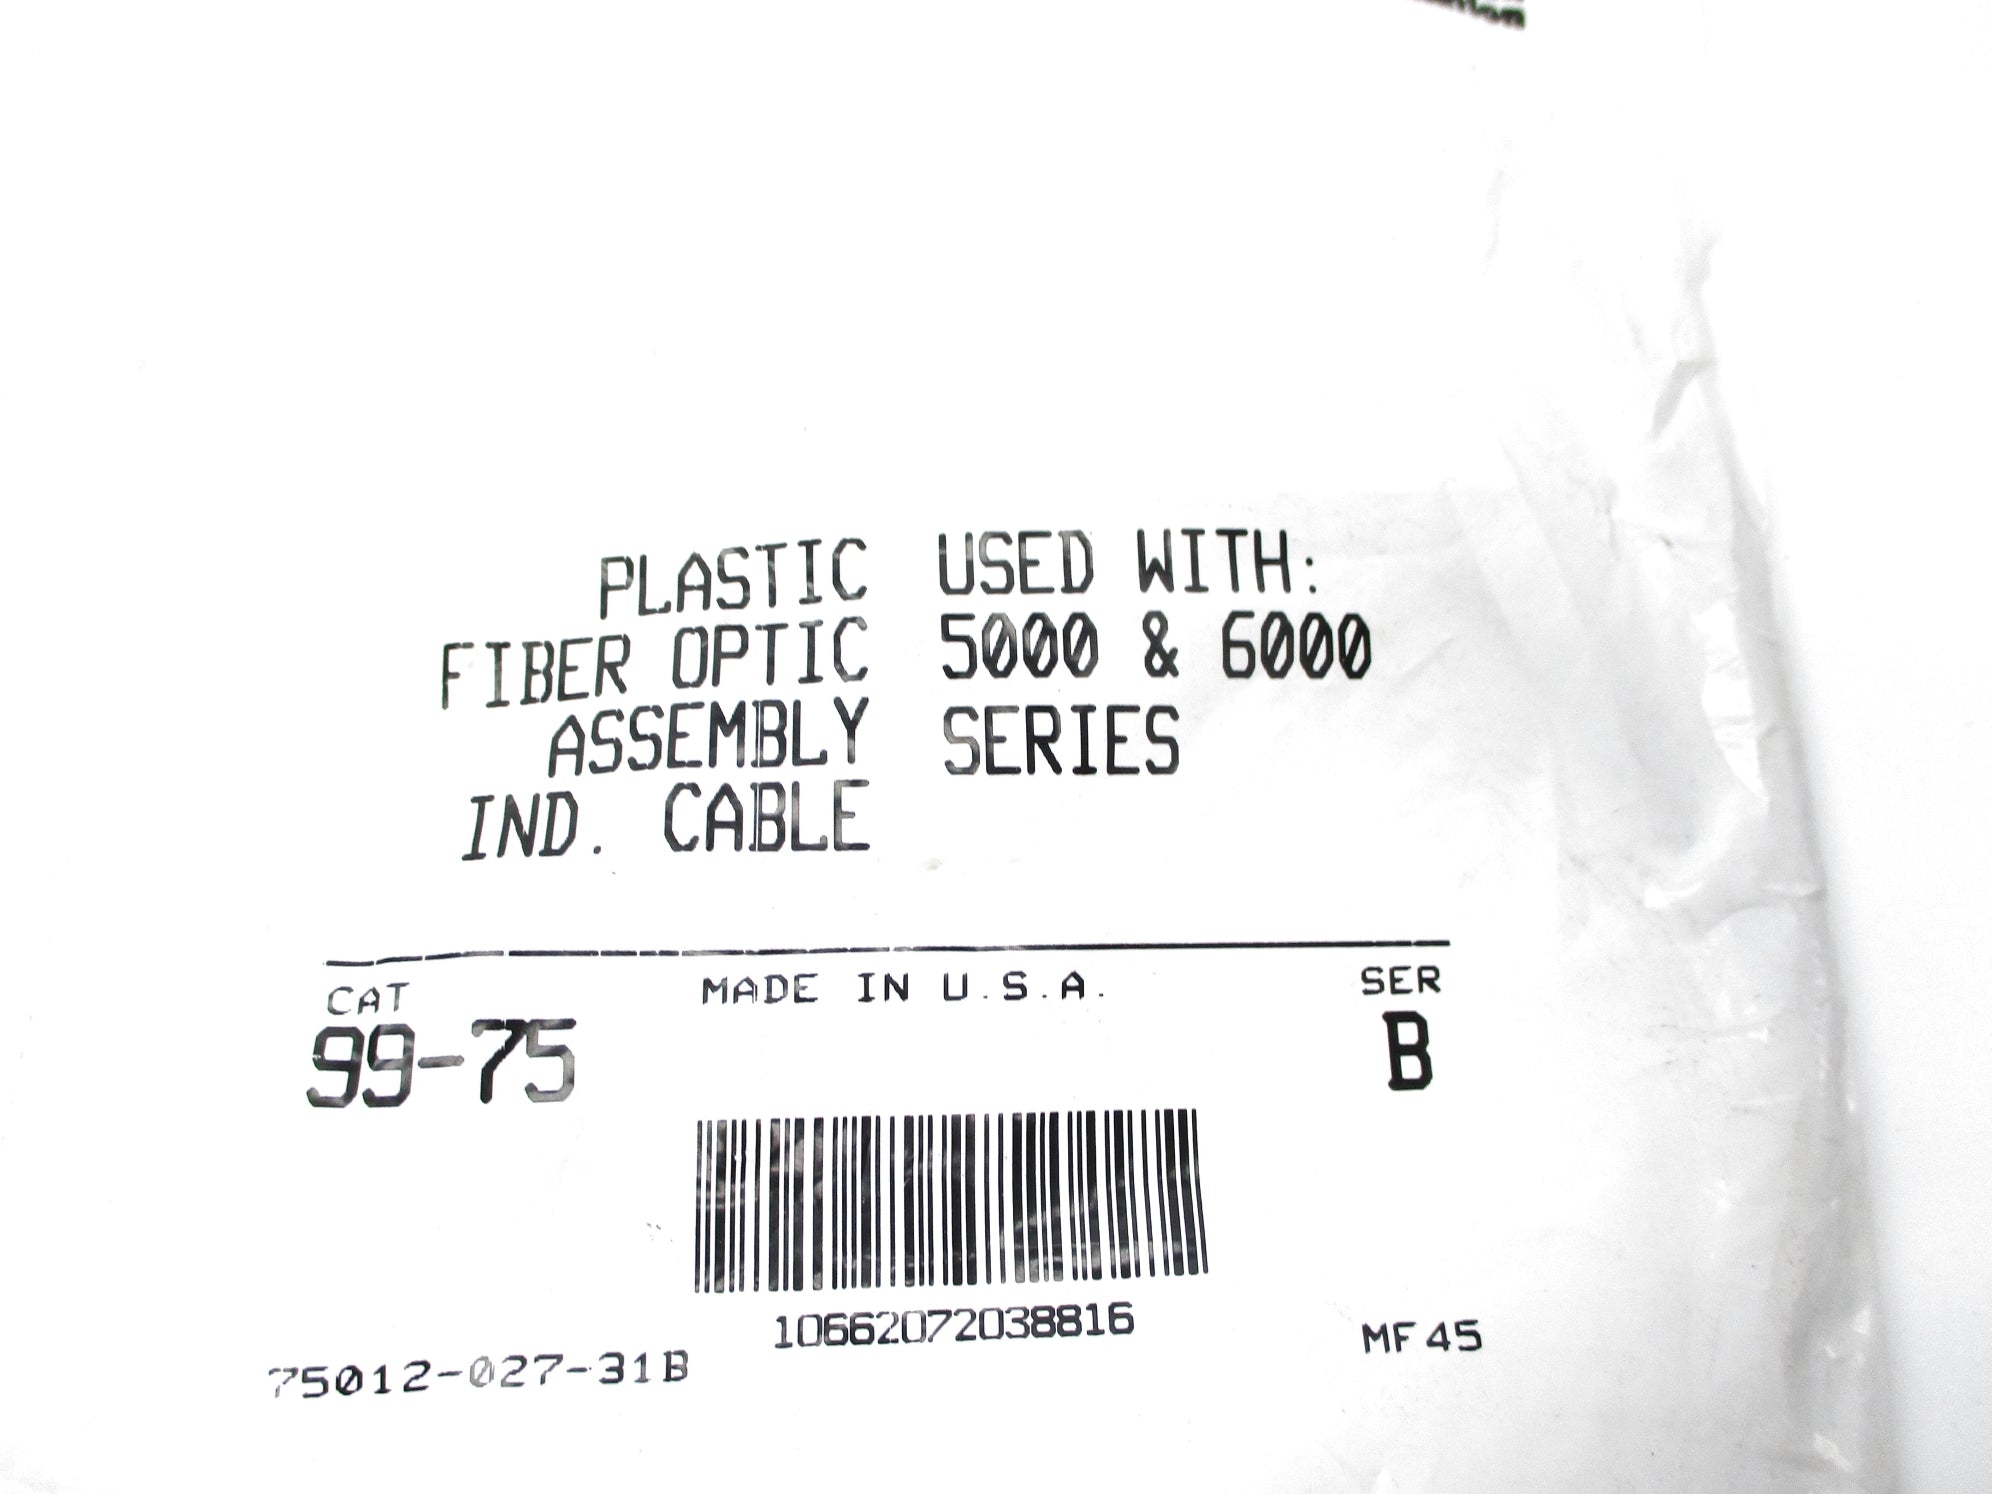 PLASTIC USED WITH:
FIBER OPTIC 5000 & 6000
ASSEMBLY SERIES
IND. CABLE
CAT MADE IN U.S.A. SER
99-75 B
10662072038816
75012-027-31B MF45